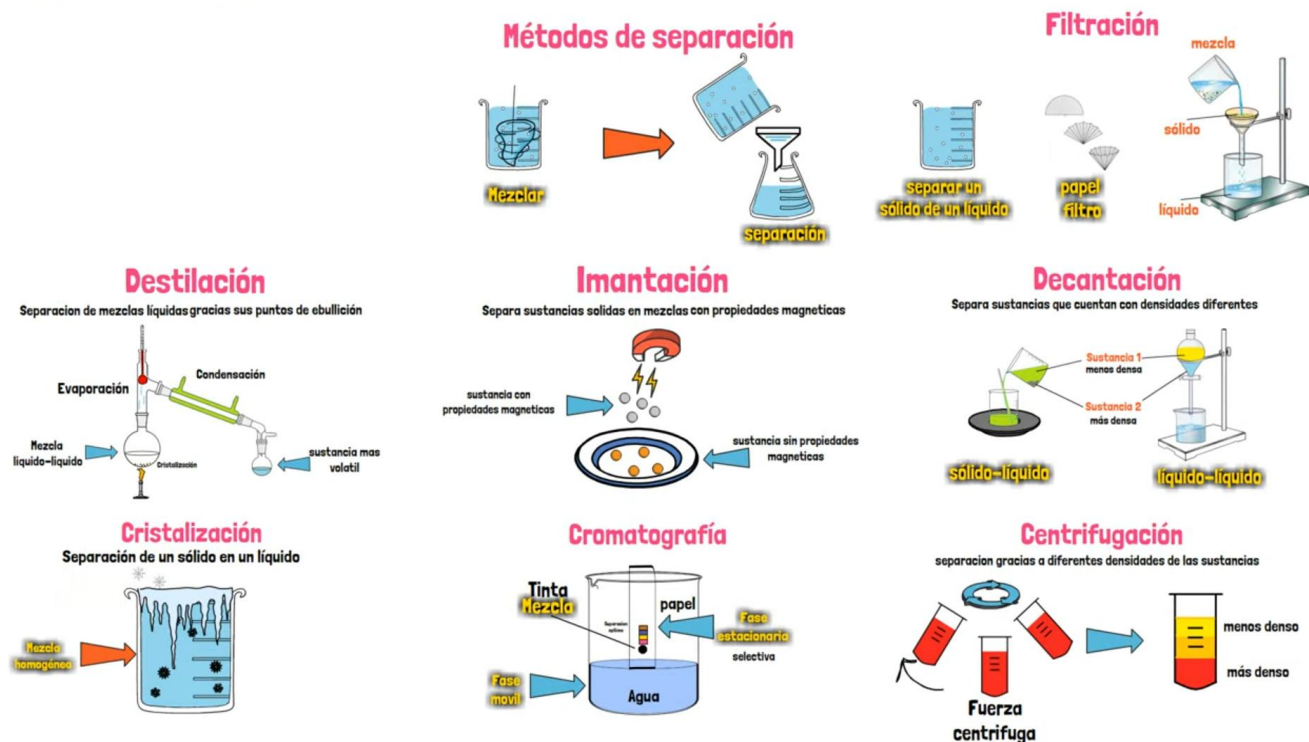 Métodos de separación
Mezclar
separación
Filtración
separar un
sólido de un líquido
papel
filtro
mezcla
sólido
líquido
Destilación
Separacion de mezclas líquidas gracias sus puntos de ebullición
Evaporación
Condensación
Mezcla
liquido-liquido
Cristalización
sustancia mas
volatil
Imantación
Separa sustancias solidas en mezclas con propiedades magneticas
sustancia con
propiedades magneticas
sustancia sin propiedades
magneticas
Decantación
Separa sustancias que cuentan con densidades diferentes
Sustancia 1
menos densa
Sustancia 2
más densa
sólido-líquido
líquido-líquido
Cristalización
Separación de un sólido en un líquido
Mezcla
homogénea
Cromatografía
Tinta
Mezcla
papel
Fase
estacionaria
selectiva
Fase
movil
Agua
Centrifugación
separacion gracias a diferentes densidades de las sustancias
Fuerza
centrifuga
menos denso
más denso